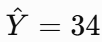 Ŷ = 34